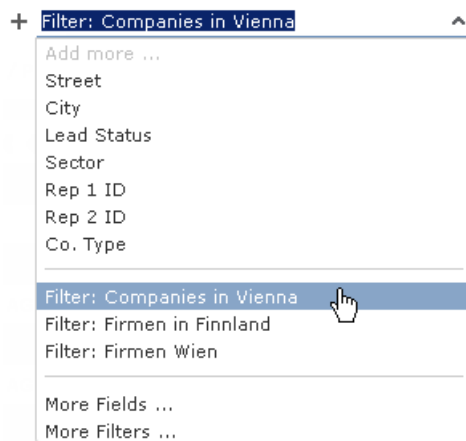 + Filter: Companies in Vienna
Add more ...
Street
City
Lead Status
Sector
Rep 1 ID
Rep 2 ID
Co. Type
Filter: Companies in Vienna
Filter: Firmen in Finnland
Filter: Firmen Wien
More Fields ...
More Filters ...